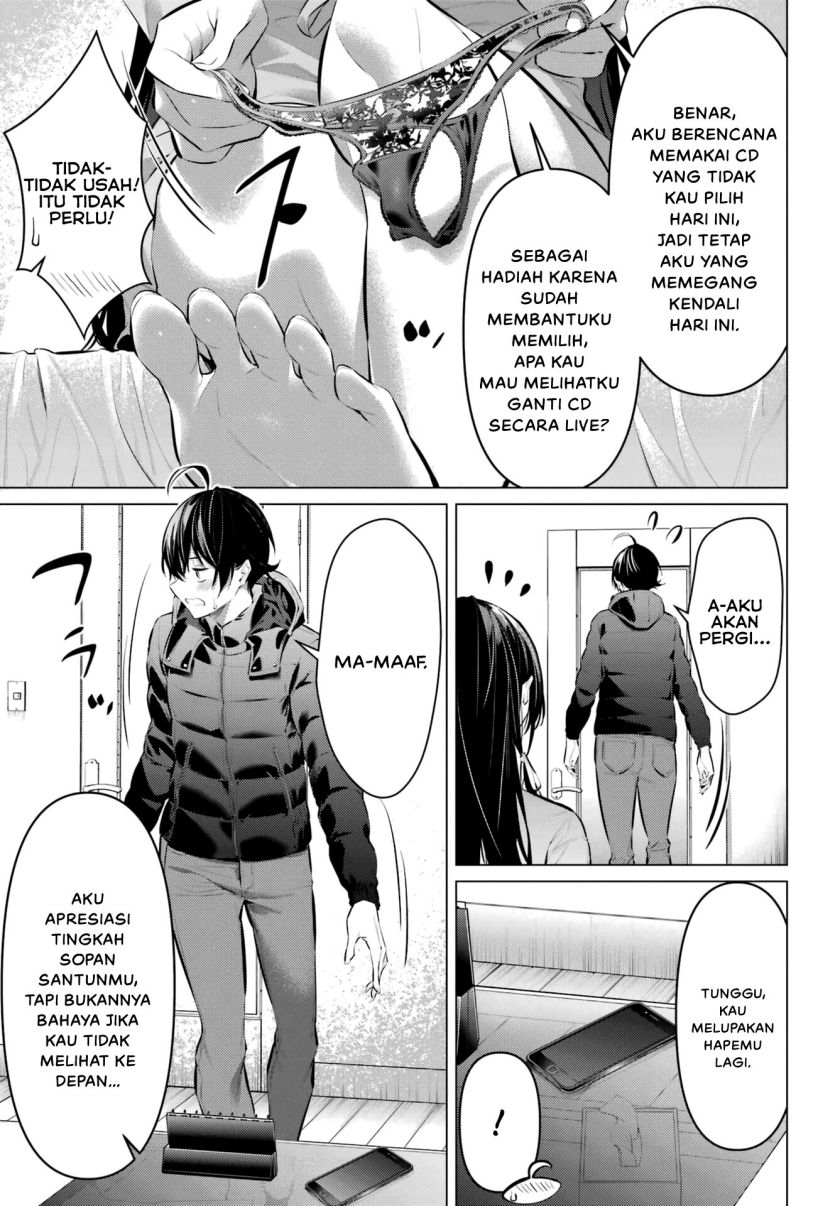 BENAR,
AKU BERENCANA
MEMAKAI CD
YANG TIDAK
KAU PILIH
HARI INI,
JADI TETAP
AKU YANG
MEMEGANG
KENDALI
HARI INI.
SEBAGAI
HADIAH KARENA
SUDAH
MEMBANTUKU
MEMILIH,
APA KAU
MAU MELIHATKU
GANTI CD
SECARA LIVE?
TIDAK-
TIDAK USAH!
ITU TIDAK
PERLU!
A-AKU
AKAN
PERGI...
TUNGGU,
KAU
MELUPAKAN
HAPEMU
LAGI.
!
MA-MAAF.
AKU
APRESIASI
TINGKAH
SOPAN
SANTUNMU,
TAPI BUKANNYA
BAHAYA JIKA
KAU TIDAK
MELIHAT KE
DEPAN...